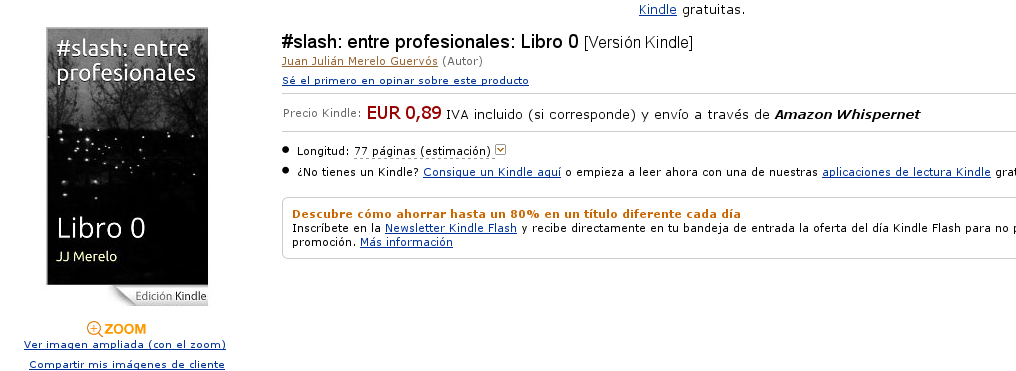 Kindle gratuitas.
#slash: entre
profesionales
Libro 0
JJ Merelo
Edición Kindle
ZOOM
Ver imagen ampliada (con el zoom)
Compartir mis imágenes de cliente
#slash: entre profesionales: Libro 0 [Versión Kindle]
Juan Julián Merelo Guervós (Autor)
Sé el primero en opinar sobre este producto
Precio Kindle: EUR 0,89 IVA incluido (si corresponde) y envío a través de Amazon Whispernet
Longitud: 77 páginas (estimación)
¿No tienes un Kindle? Consigue un Kindle aquí o empieza a leer ahora con una de nuestras aplicaciones de lectura Kindle grat
Descubre cómo ahorrar hasta un 80% en un título diferente cada día
Inscríbete en la Newsletter Kindle Flash y recibe directamente en tu bandeja de entrada la oferta del día Kindle Flash para no p
promoción. Más información